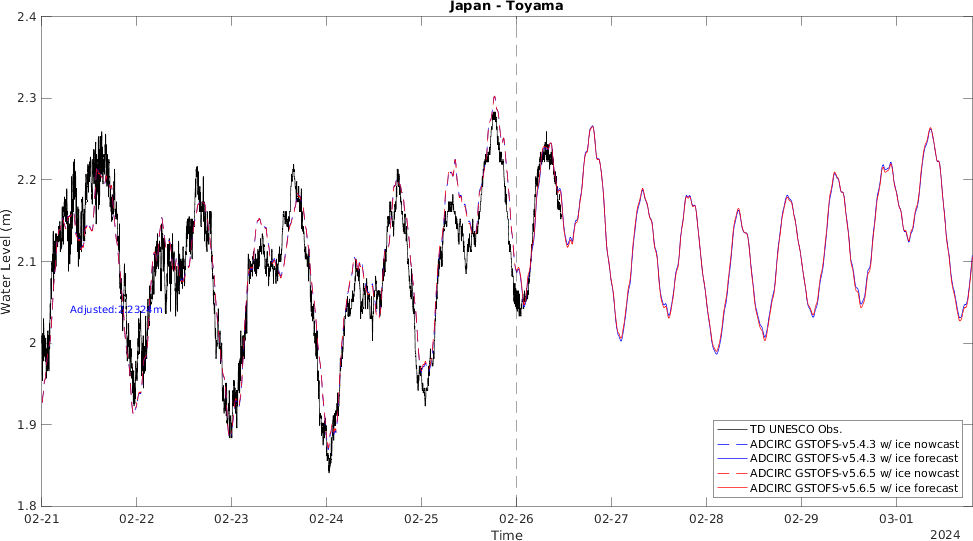 Japan - Toyama
2.4
2.3
2.2
2.1
2
1.9
1.8
Water Level (m)
Adjusted:2.2324m
TD UNESCO Obs.
ADCIRC GSTOFS-v5.4.3 w/ ice nowcast
ADCIRC GSTOFS-v5.4.3 w/ ice forecast
ADCIRC GSTOFS-v5.6.5 w/ ice nowcast
ADCIRC GSTOFS-v5.6.5 w/ ice forecast
02-21 02-22 02-23 02-24 02-25 02-26 02-27 02-28 02-29 03-01
Time
2024